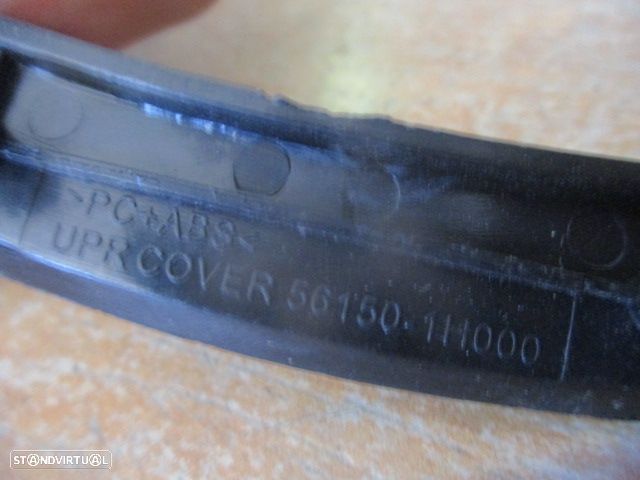 >PC+ABS<
UPR COVER 56150-1H000
STANDVIRTUAL